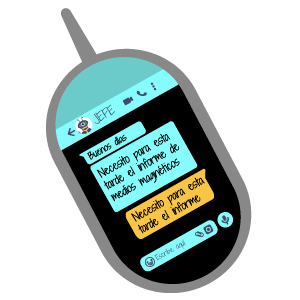 JEFE
Buenos días
Necesito para esta
tarde el informe de
medios magnéticos
Necesito para esta
tarde el informe
Escribe aquí